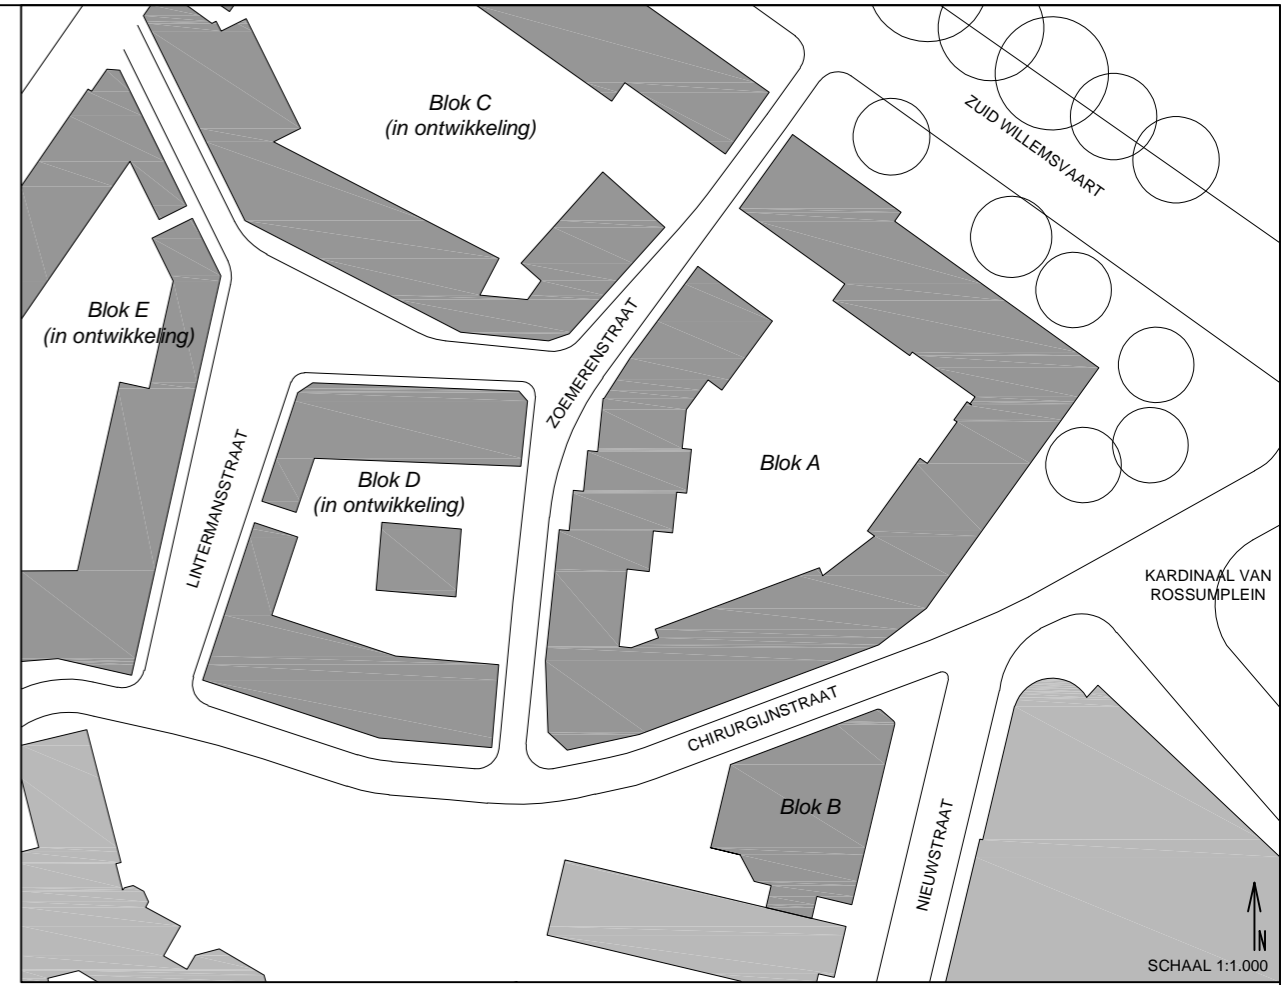 Blok C
(in ontwikkeling)
ZUID WILLEMSVAART
Blok E
(in ontwikkeling)
ZOEMERENSTRAAT
Blok A
LINTERMANSSTRAAT
Blok D
(in ontwikkeling)
KARDINAAL VAN
ROSSUMPLEIN
CHIRURGIJNSTRAAT
Blok B
NIEUWSTRAAT
N
SCHAAL 1:1.000